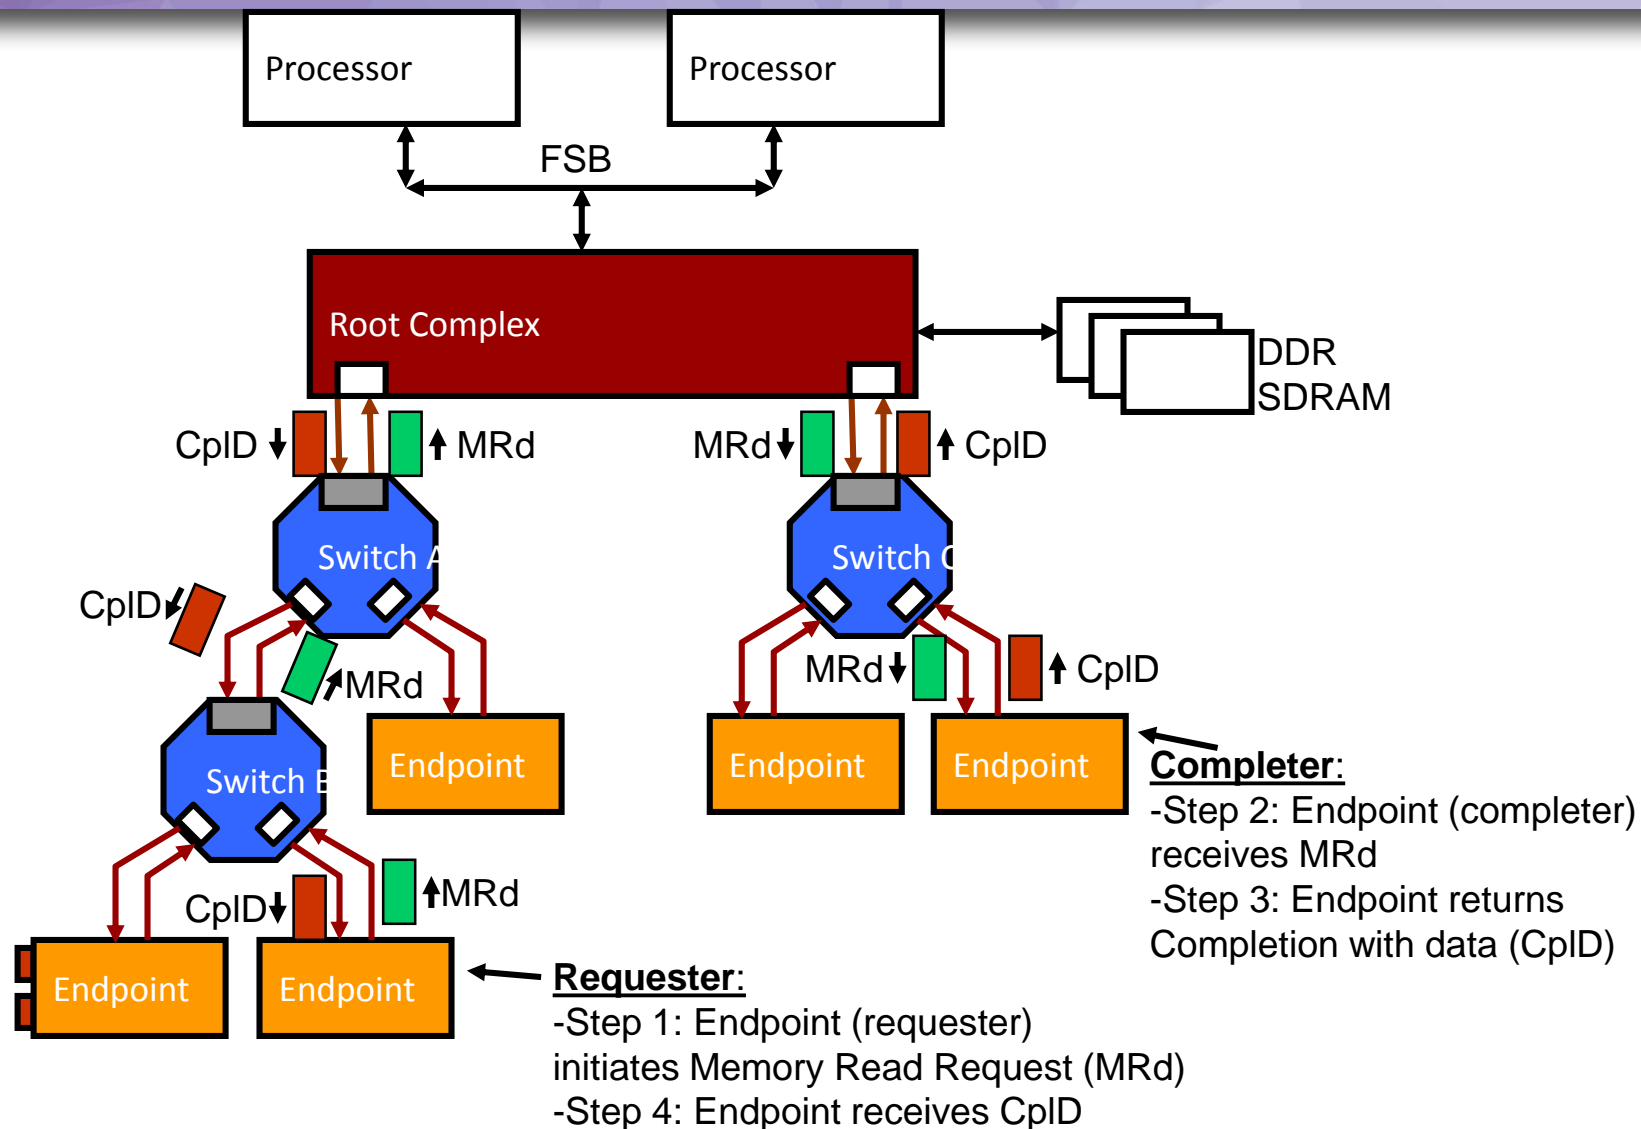 Processor
Processor
FSB
Root Complex
DDR
SDRAM
CplD
MRd
MRd
CplD
Switch A
Switch C
CplD
MRd
MRd
CplD
Endpoint
Endpoint
Endpoint
Switch B
Completer:
-Step 2: Endpoint (completer)
receives MRd
-Step 3: Endpoint returns
Completion with data (CplD)
CplD
MRd
Endpoint
Endpoint
Requester:
-Step 1: Endpoint (requester)
initiates Memory Read Request (MRd)
-Step 4: Endpoint receives CplD